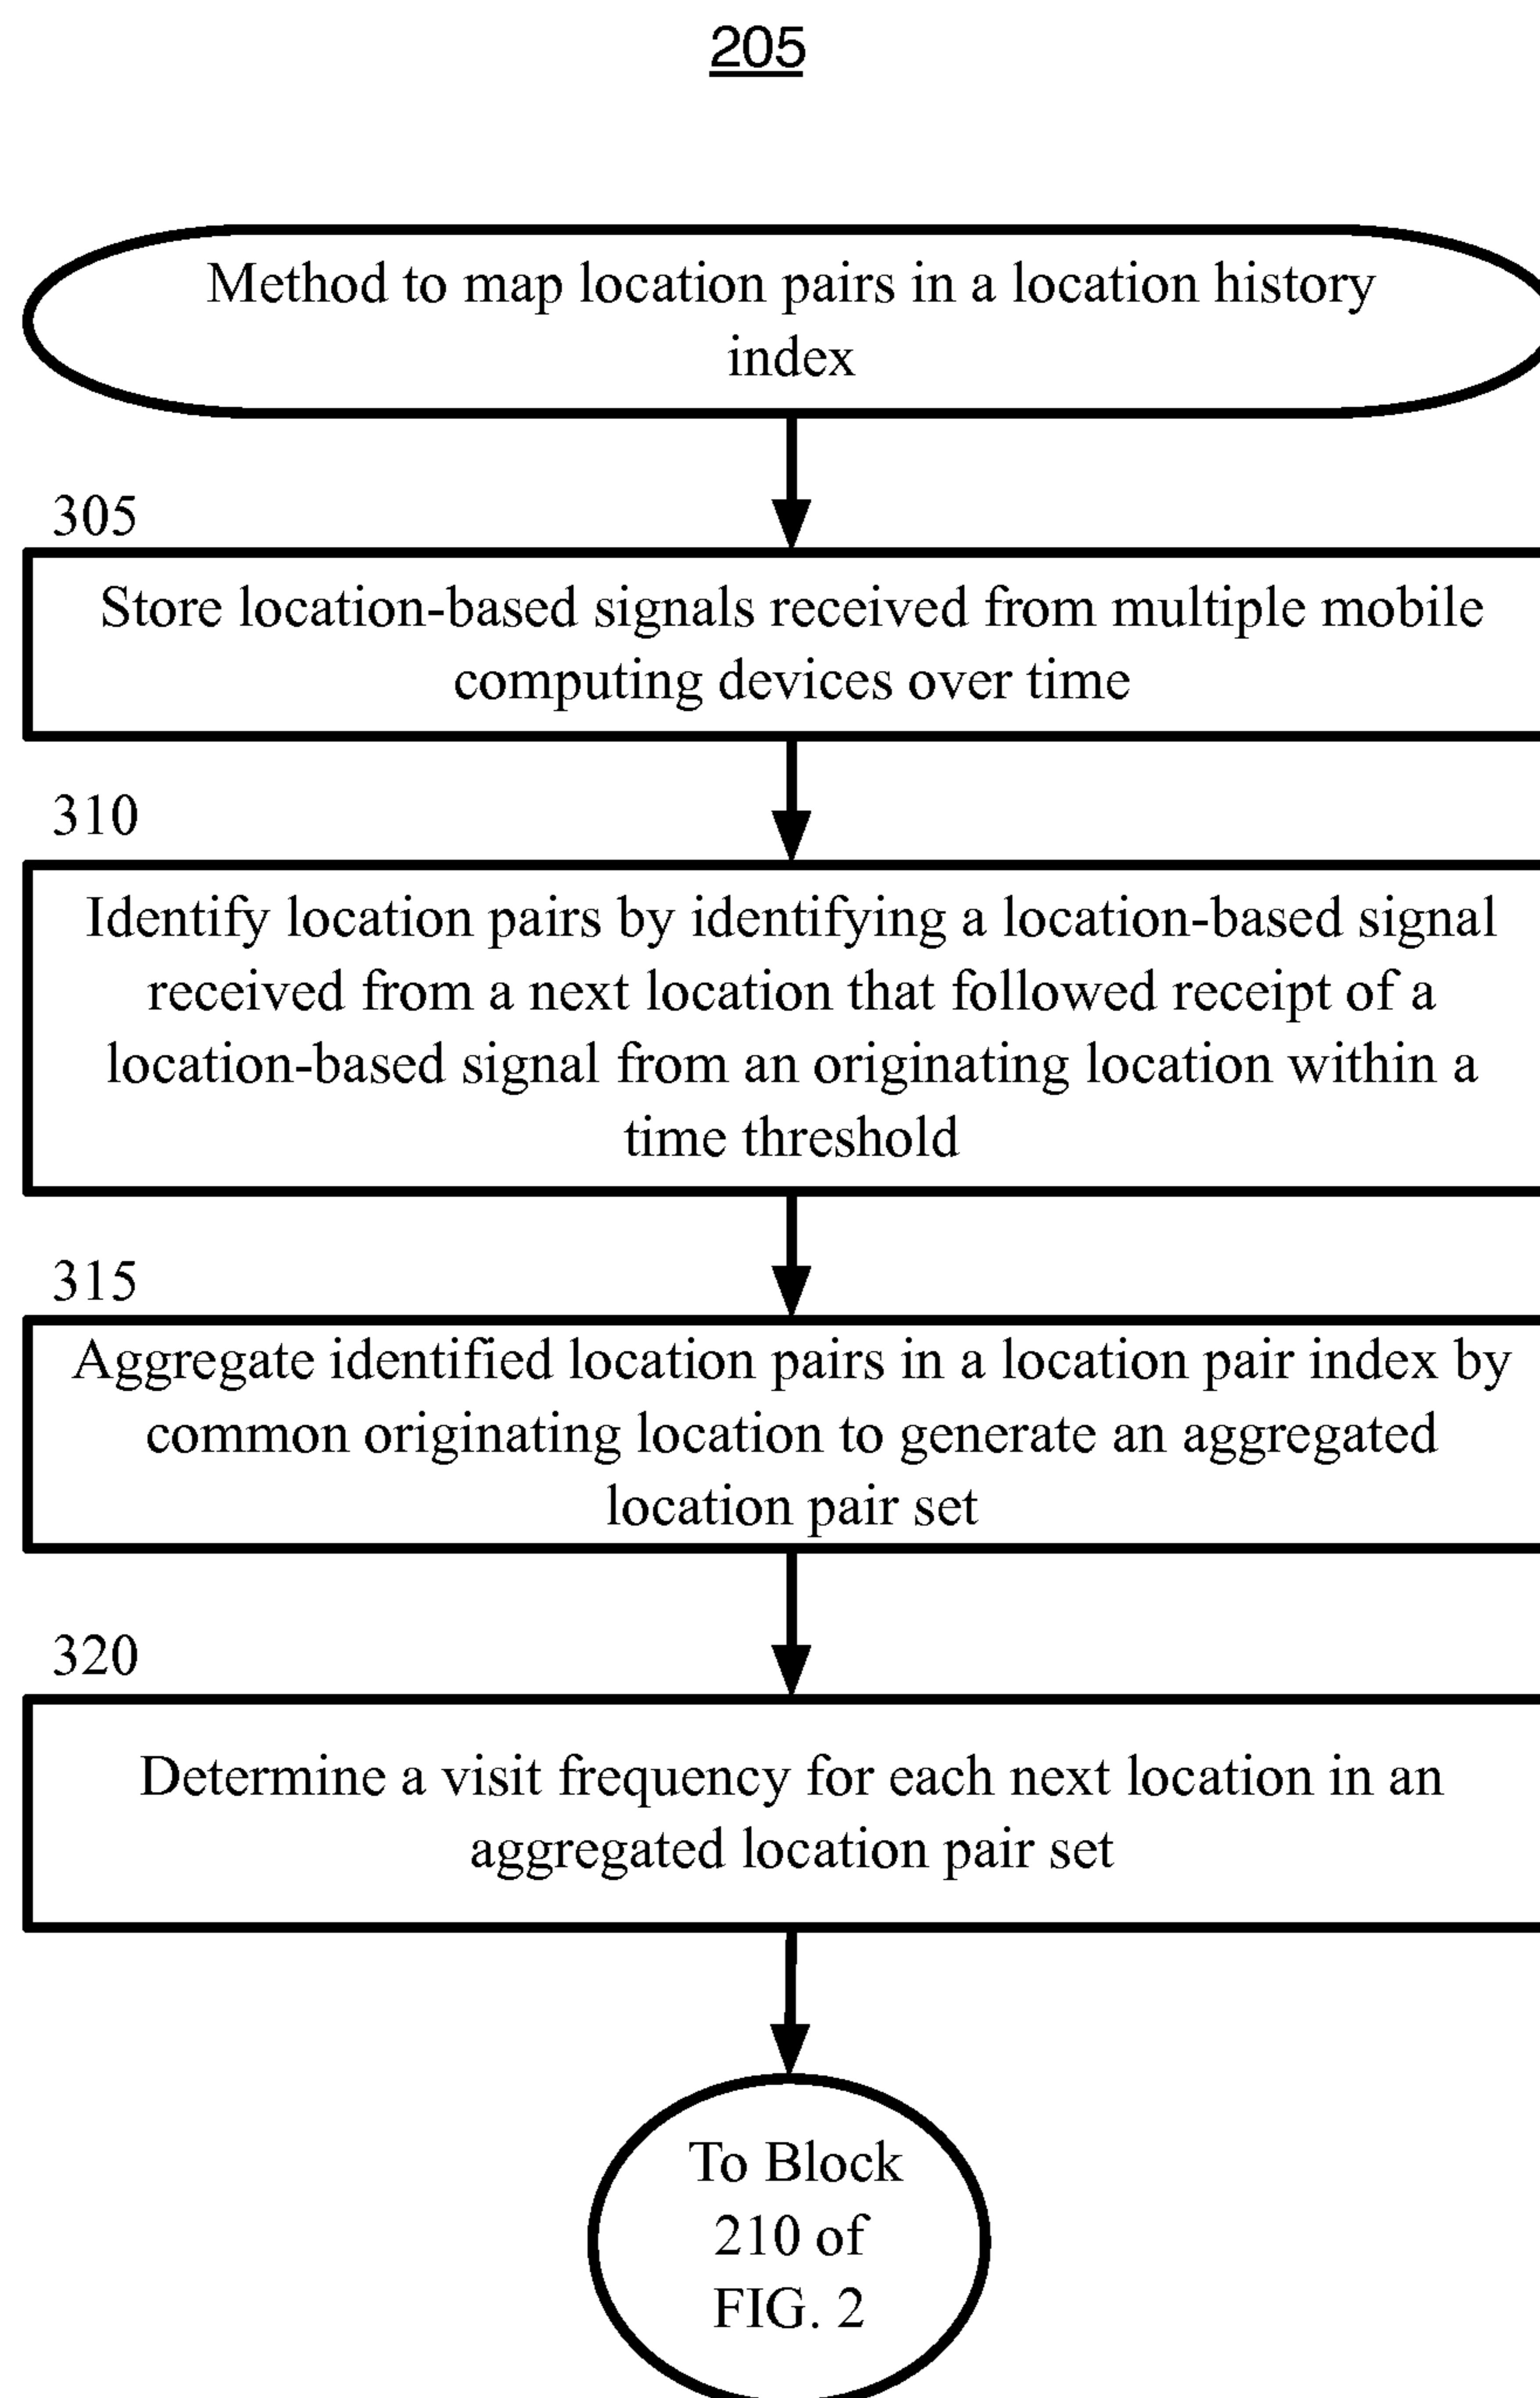 205
Method to map location pairs in a location history
index
305
Store location-based signals received from multiple mobile
computing devices over time
310
Identify location pairs by identifying a location-based signal
received from a next location that followed receipt of a
location-based signal from an originating location within a
time threshold
315
Aggregate identified location pairs in a location pair index by
common originating location to generate an aggregated
location pair set
320
Determine a visit frequency for each next location in an
aggregated location pair set
To Block
210 of
FIG. 2